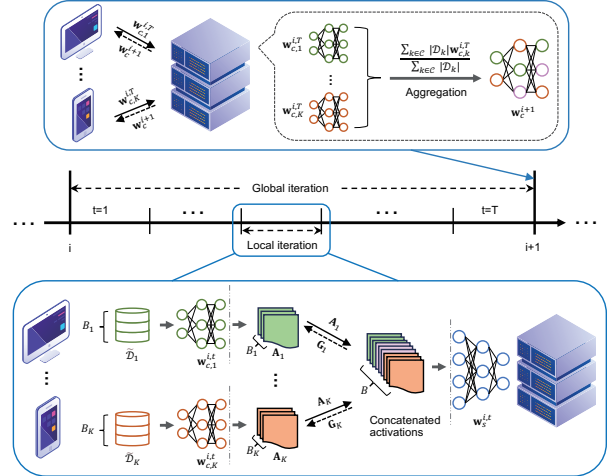 w_{c,1}^{i,T}
w_c^{i+1}
...
w_{c,K}^{i,T}
w_c^{i+1}
w_{c,1}^{i,T}
...
w_{c,K}^{i,T}
∑_{k∈C} |D_k|w_{c,k}^{i,T}
∑_{k∈C} |D_k|
Aggregation
w_c^{i+1}
Global iteration
... t=1 ... ... t=T ...
Local iteration
i i+1
B_1 D̃_1 w_{c,1}^{i,t} B_1 A_1 A_1 G_1
...
B
Concatenated
activations
w_s^{i,t}
B_K D̃_K w_{c,K}^{i,t} B_K A_K A_K G_K